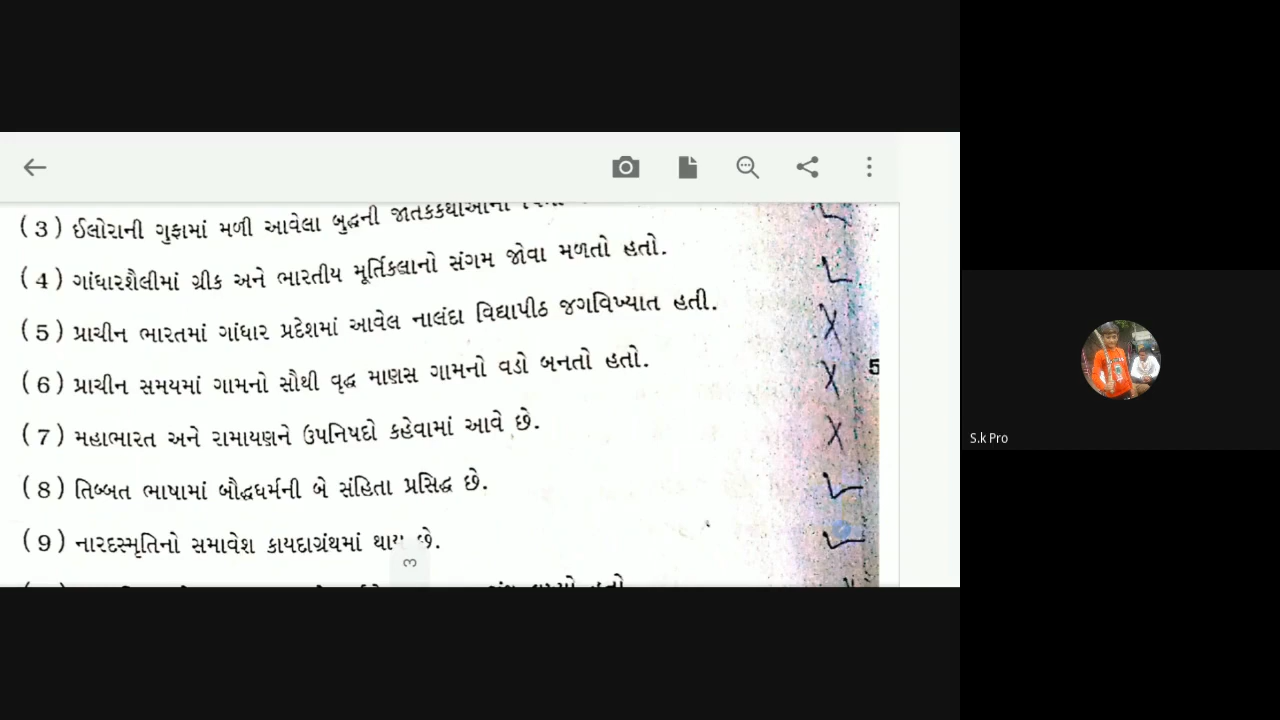 (3) ઈલોરાની ગુફામાં મળી આવેલા બુદ્ધની જાતકકથાઓના
(4) ગાંધારશૈલીમાં ગ્રીક અને ભારતીય મૂર્તિકલાનો સંગમ જોવા મળતો હતો.
(5) પ્રાચીન ભારતમાં ગાંધાર પ્રદેશમાં આવેલ નાલંદા વિદ્યાપીઠ જગવિખ્યાત હતી.
(6) પ્રાચીન સમયમાં ગામનો સૌથી વૃદ્ધ માણસ ગામનો વડો બનતો હતો.
5
(7) મહાભારત અને રામાયણને ઉપનિષદો કહેવામાં આવે છે.
(8) તિબ્બત ભાષામાં બૌદ્ધધર્મની બે સંહિતા પ્રસિદ્ધ છે.
(9) નારદસ્મૃતિનો સમાવેશ કાયદાગ્રંથમાં થાય છે.
3
S.k Pro